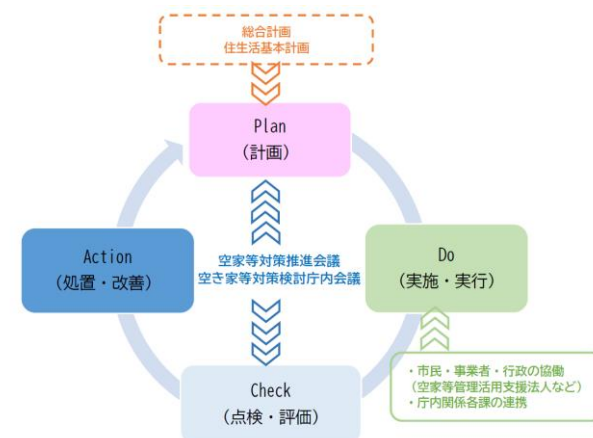 総合計画
住生活基本計画
Plan
（計画）
Action
（処置・改善）
空家等対策推進会議
空き家等対策検討庁内会議
Do
（実施・実行）
Check
（点検・評価）
・市民・事業者・行政の協働
（空家等管理活用支援法人など）
・庁内関係各課の連携